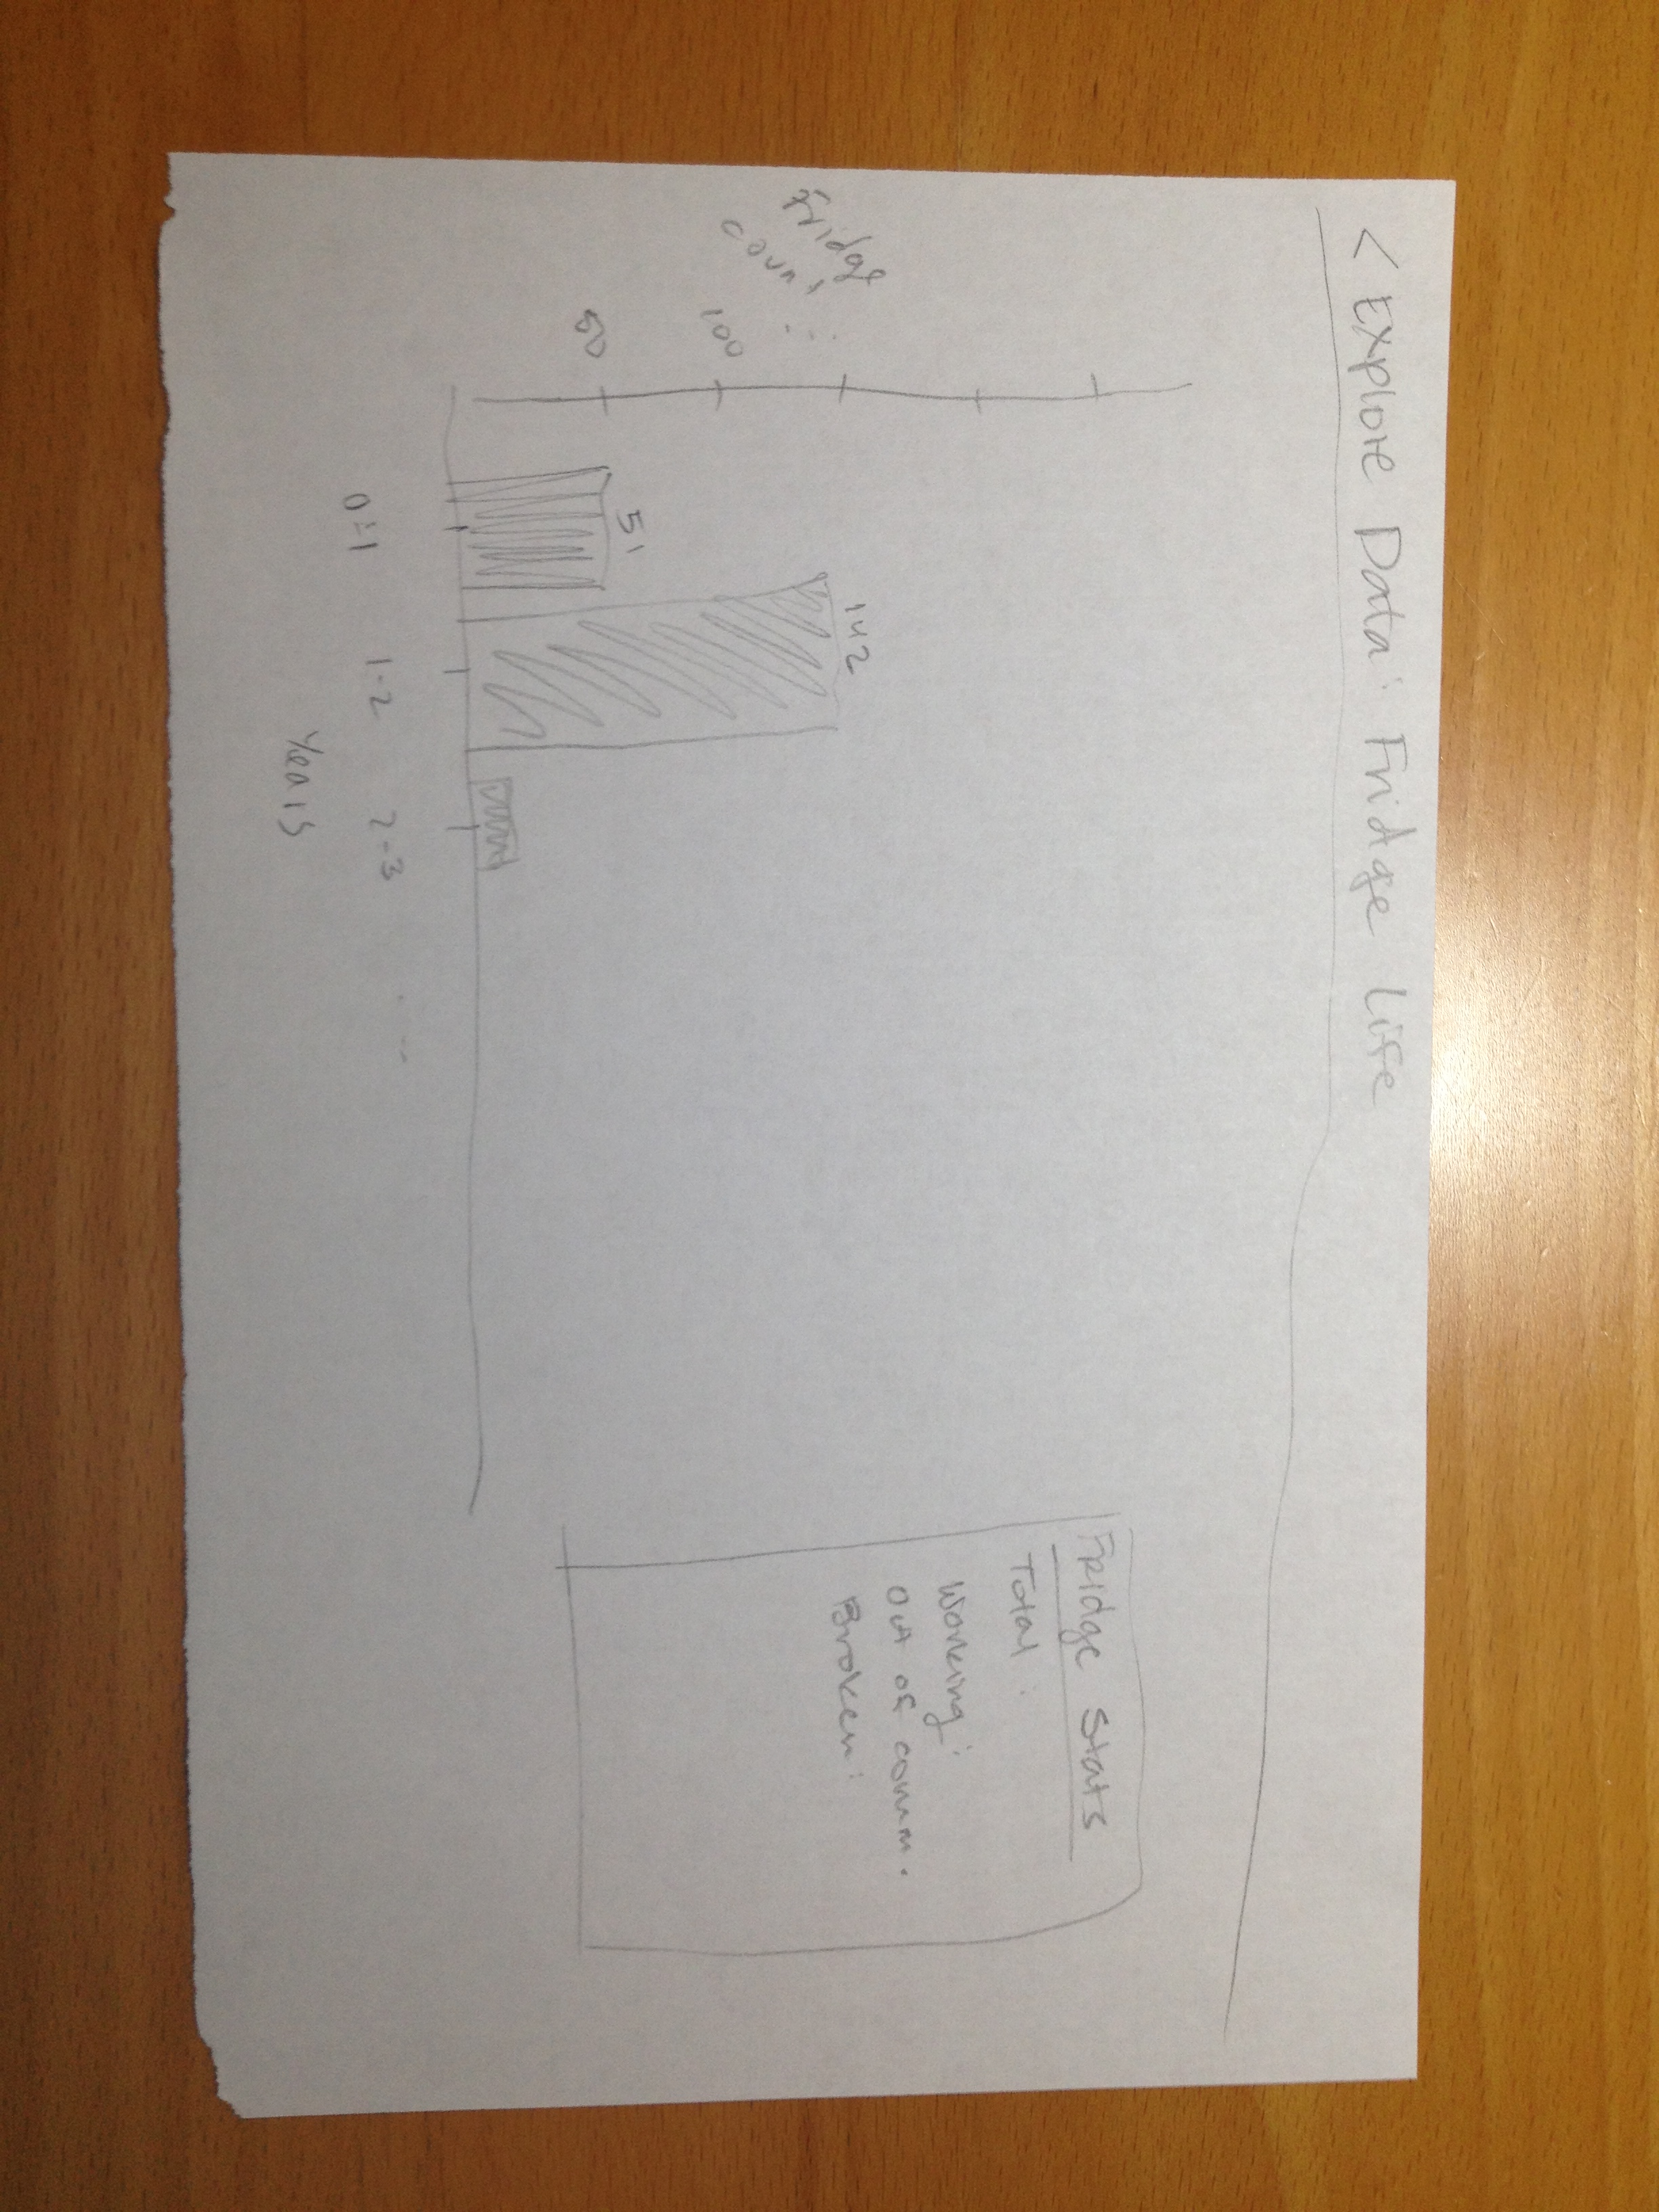 < Explore Data: Fridge Life
Fridge
count
100
50
51
142
0-1
1-2
2-3
...
Years
Fridge Stats
Total:
Working:
Out of comm.
Broken: